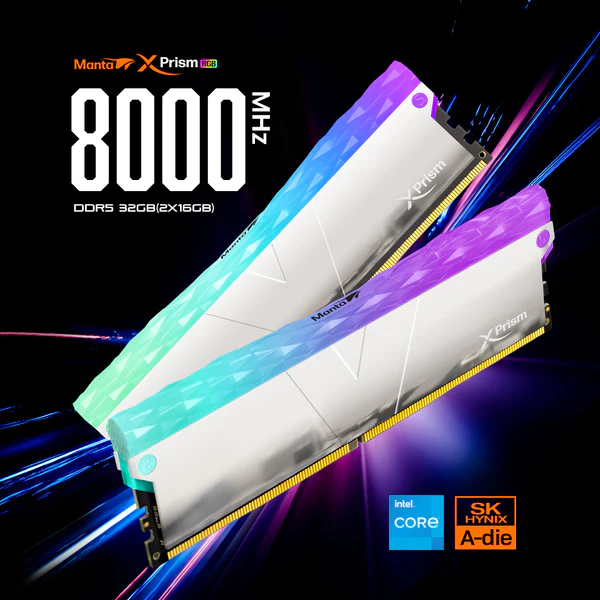 Manta XPrism RGB
8000 MHz
DDR5 32GB(2X16GB)
XPrism
Manta
Manta
XPrism
intel
CORE
SK
HYNIX
A-die